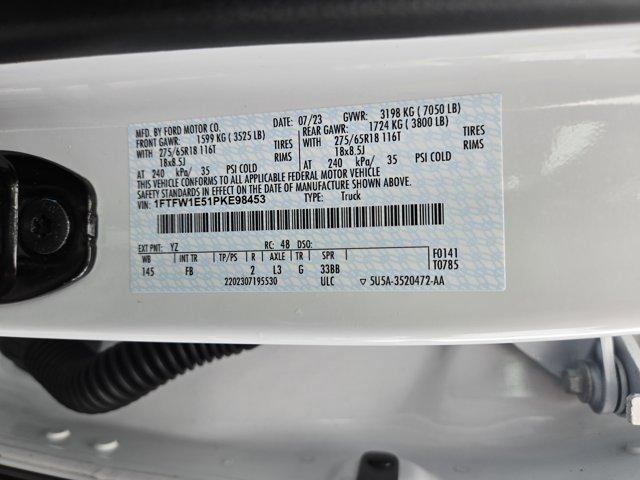 MFD. BY FORD MOTOR CO. DATE: 07/23 GVWR: 3198 KG ( 7050 LB)
FRONT GAWR: 1599 KG ( 3525 LB) REAR GAWR: 1724 KG ( 3800 LB)
WITH 275/65R18 116T TIRES WITH 275/65R18 116T TIRES
18x8.5J RIMS 18x8.5J RIMS
AT 240 kPa/ 35 PSI COLD AT 240 kPa/ 35 PSI COLD
THIS VEHICLE CONFORMS TO ALL APPLICABLE FEDERAL MOTOR VEHICLE
SAFETY AND THEFT PREVENTION STANDARDS IN EFFECT ON THE
DATE OF MANUFACTURE SHOWN ABOVE.
VIN: 1FTFW1E51PKE98453 TYPE: Truck
EXT PNT: YZ RC: 48 DSO: F0141
WB INT TR TP/PS R AXLE TR SPR T0785
145 FB 2 L3 G 33BB
2202307195530 ULC ▽ 5U5A-3520472-AA